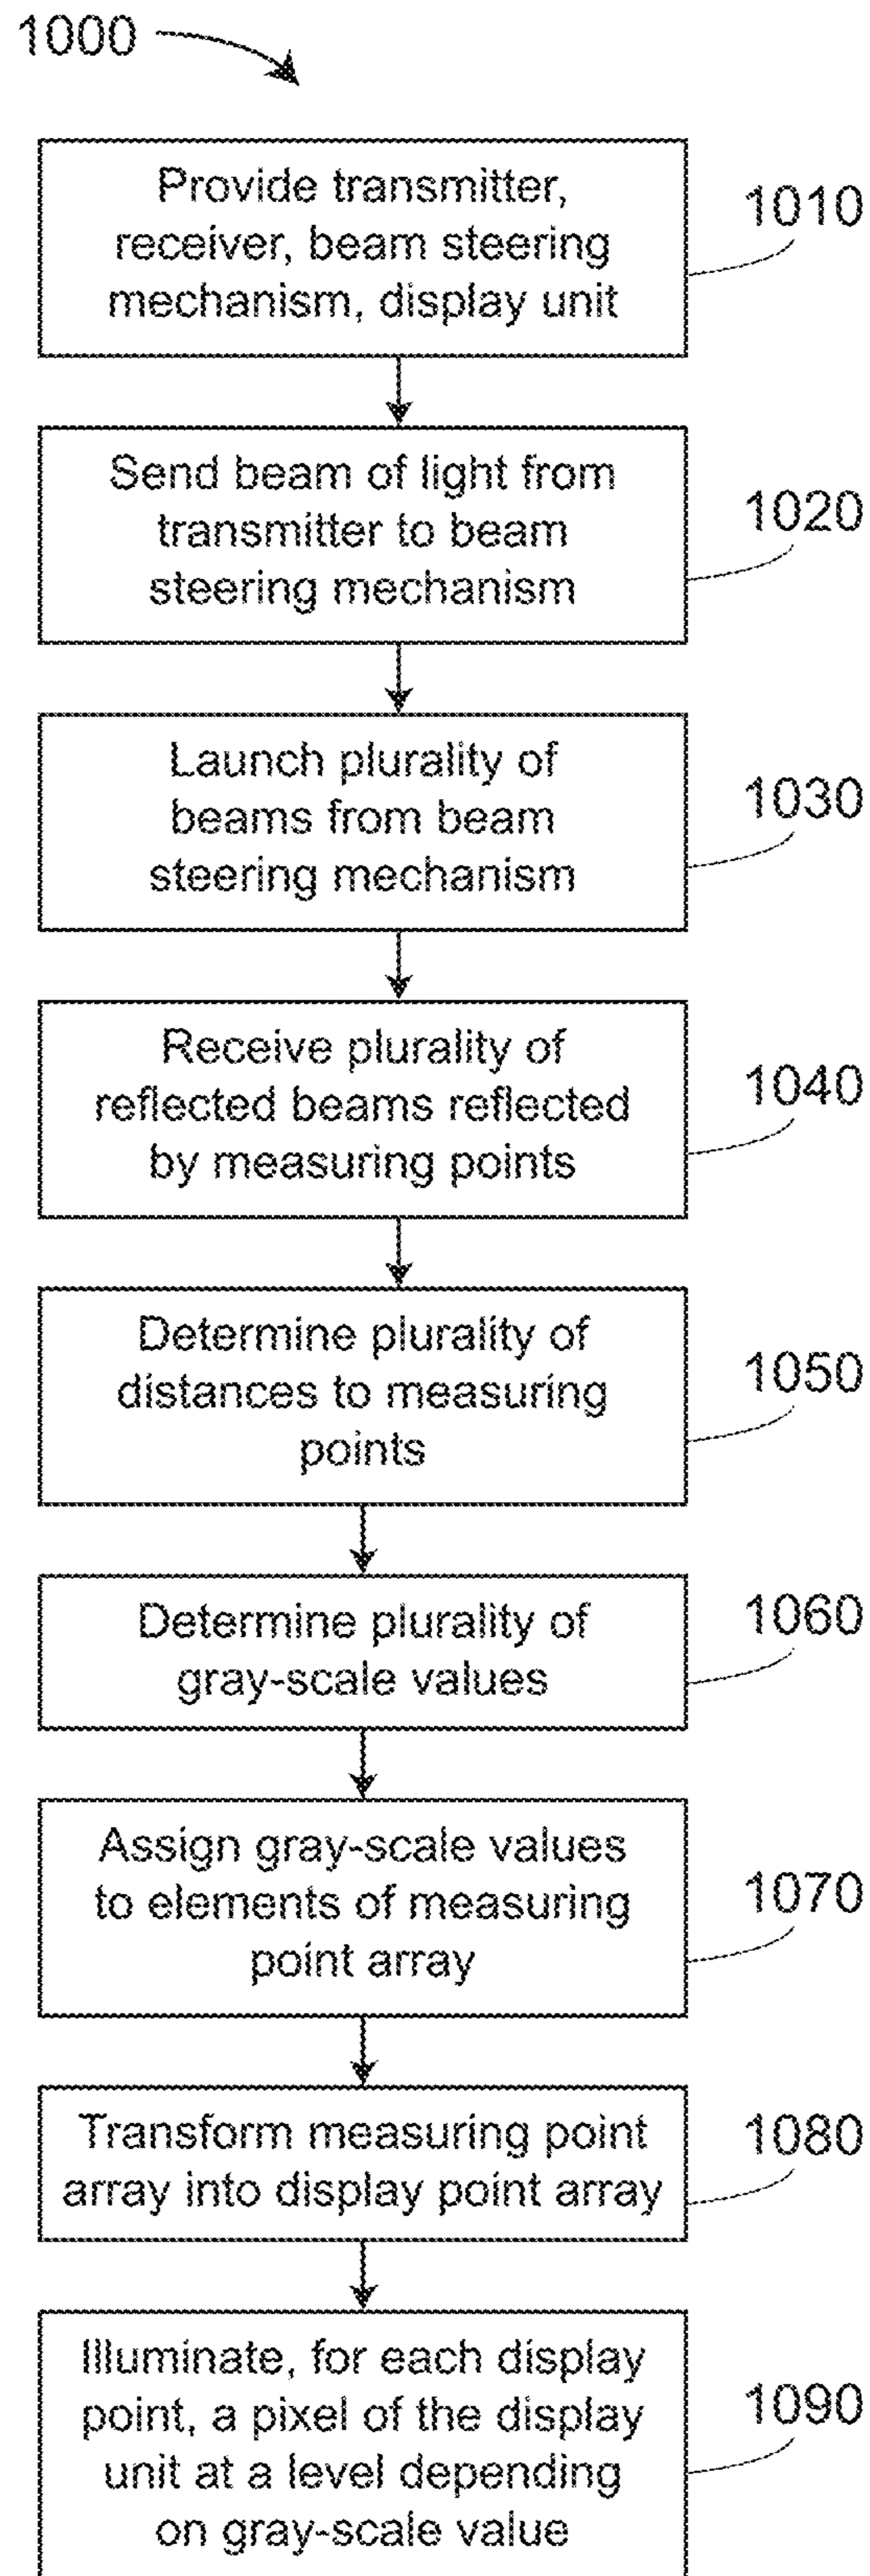 1000
Provide transmitter,
receiver, beam steering
mechanism, display unit
1010
Send beam of light from
transmitter to beam
steering mechanism
1020
Launch plurality of
beams from beam
steering mechanism
1030
Receive plurality of
reflected beams reflected
by measuring points
1040
Determine plurality of
distances to measuring
points
1050
Determine plurality of
gray-scale values
1060
Assign gray-scale values
to elements of measuring
point array
1070
Transform measuring point
array into display point array
1080
Illuminate, for each display
point, a pixel of the display
unit at a level depending
on gray-scale value
1090